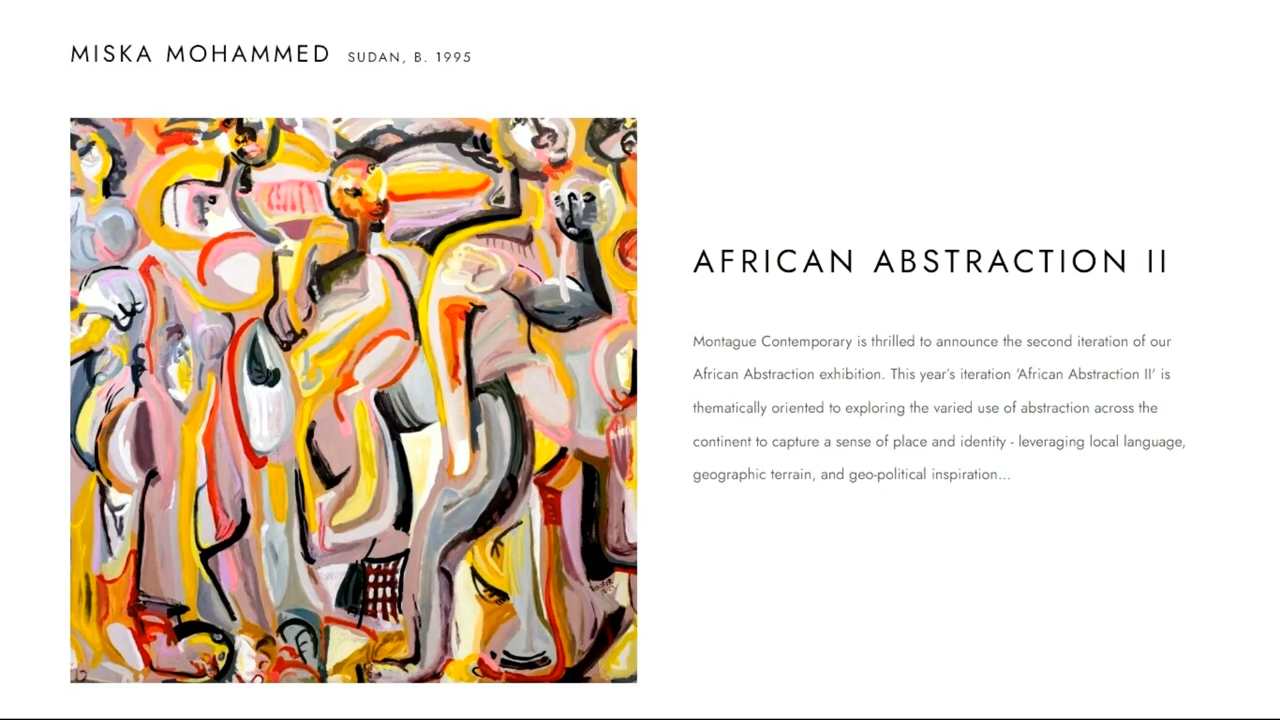 MISKA MOHAMMED SUDAN, B. 1995
AFRICAN ABSTRACTION II
Montague Contemporary is thrilled to announce the second iteration of our
African Abstraction exhibition. This year's iteration 'African Abstraction II' is
thematically oriented to exploring the varied use of abstraction across the
continent to capture a sense of place and identity - leveraging local language,
geographic terrain, and geo-political inspiration...